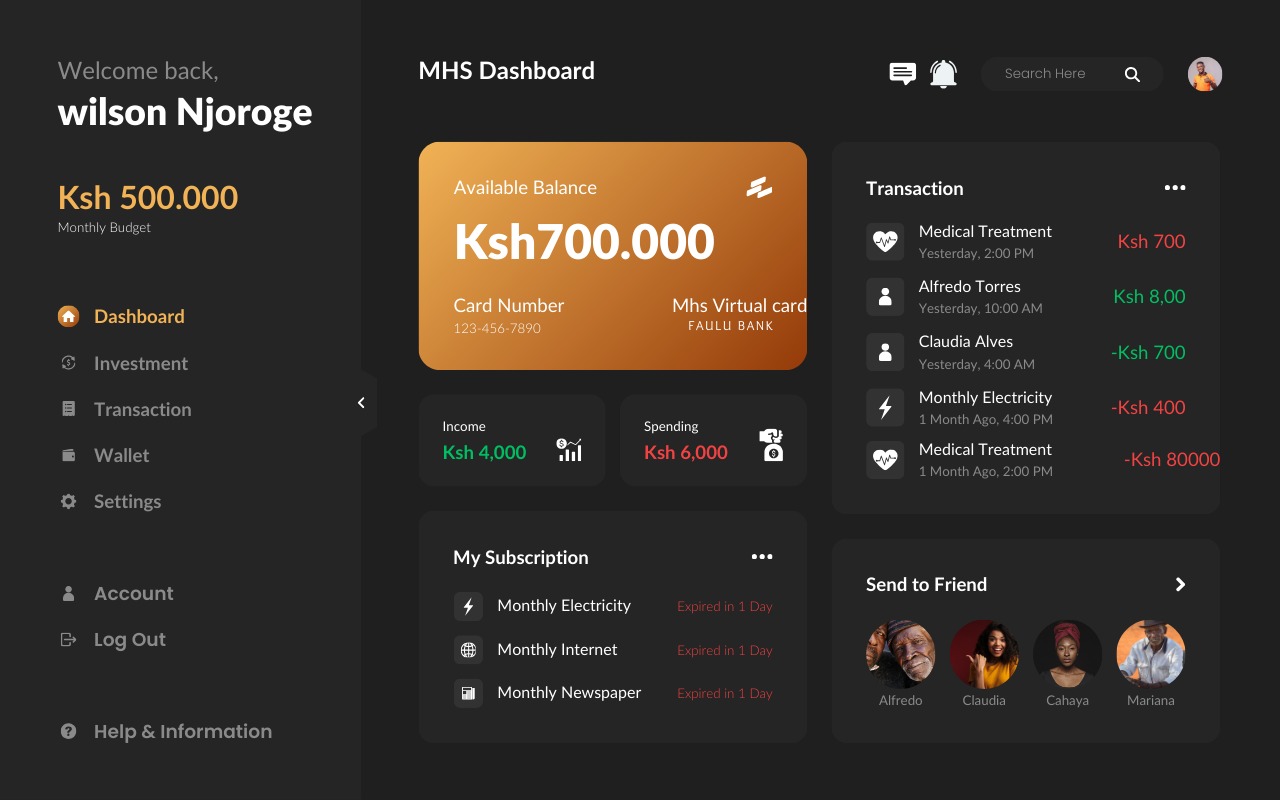 Welcome back,
wilson Njoroge
Ksh 500.000
Monthly Budget
Dashboard
Investment
Transaction
Wallet
Settings
Account
Log Out
Help & Information
MHS Dashboard
Search Here
Available Balance
Ksh700.000
Card Number
123-456-7890
Mhs Virtual card
FAULU BANK
Income
Ksh 4,000
Spending
Ksh 6,000
My Subscription
Monthly Electricity
Expired in 1 Day
Monthly Internet
Expired in 1 Day
Monthly Newspaper
Expired in 1 Day
Transaction
Medical Treatment
Yesterday, 2:00 PM
Ksh 700
Alfredo Torres
Yesterday, 10:00 AM
Ksh 8,00
Claudia Alves
Yesterday, 4:00 AM
-Ksh 700
Monthly Electricity
1 Month Ago, 4:00 PM
-Ksh 400
Medical Treatment
1 Month Ago, 2:00 PM
-Ksh 80000
Send to Friend
Alfredo
Claudia
Cahaya
Mariana